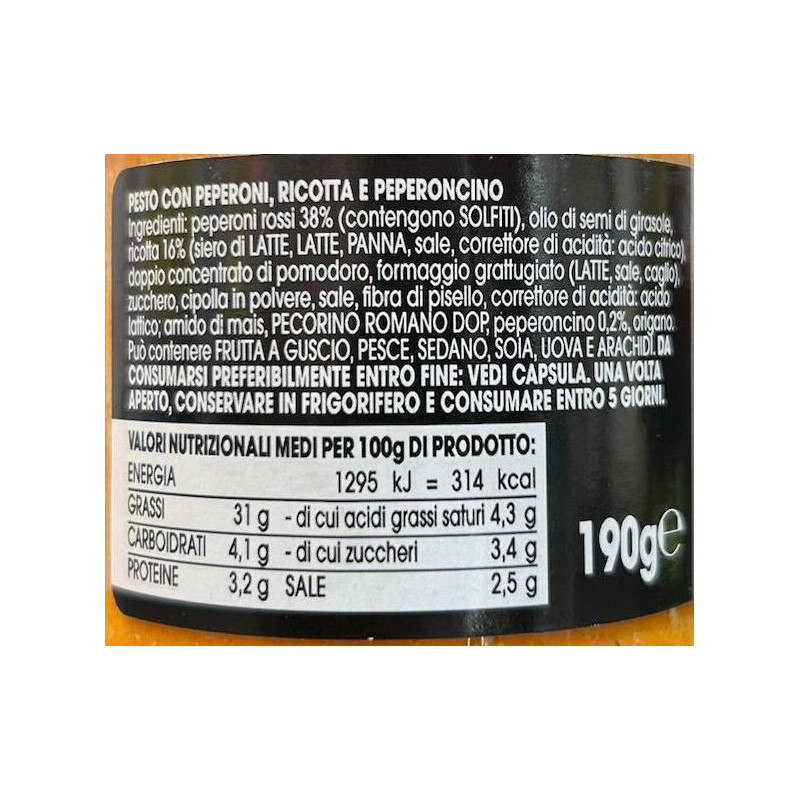 PESTO CON PEPERONI, RICOTTA E PEPERONCINO
Ingredienti: peperoni rossi 38% (contengono SOLFITI), olio di semi di girasole,
ricotta 16% (siero di LATTE, LATTE, PANNA, sale, correttore di acidità: acido citrico),
doppio concentrato di pomodoro, formaggio grattugiato (LATTE, sale, caglio),
zucchero, cipolla in polvere, sale, fibra di pisello, correttore di acidità: acido
lattico; amido di mais, PECORINO ROMANO DOP, peperoncino 0,2%, origano.
Può contenere FRUTTA A GUSCIO, PESCE, SEDANO, SOIA, UOVA E ARACHIDI. DA
CONSUMARSI PREFERIBILMENTE ENTRO FINE: VEDI CAPSULA. UNA VOLTA
APERTO, CONSERVARE IN FRIGORIFERO E CONSUMARE ENTRO 5 GIORNI.
VALORI NUTRIZIONALI MEDI PER 100g DI PRODOTTO:
ENERGIA 1295 kJ = 314 kcal
GRASSI 31 g - di cui acidi grassi saturi 4,3 g
CARBOIDRATI 4,1 g - di cui zuccheri 3,4 g
PROTEINE 3,2 g SALE 2,5 g
190g e